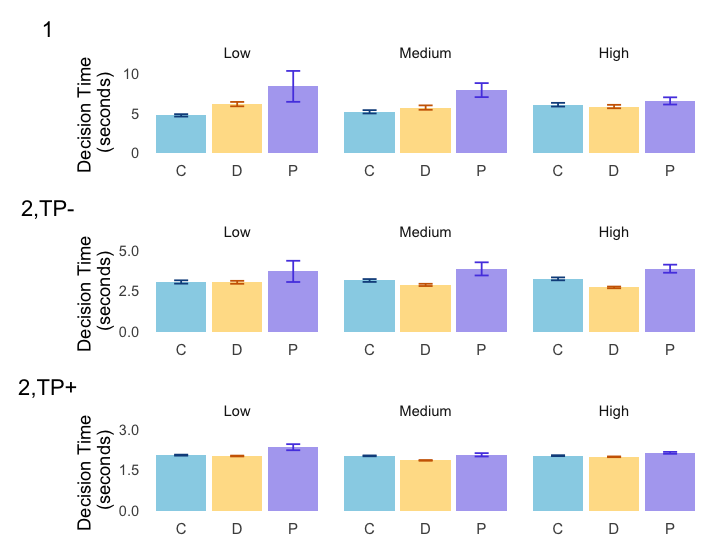 1
Low Medium High
Decision Time
(seconds)
10
5
0
C D P C D P C D P
2,TP-
Low Medium High
Decision Time
(seconds)
5.0
2.5
0.0
C D P C D P C D P
2,TP+
Low Medium High
Decision Time
(seconds)
3.0
1.5
0.0
C D P C D P C D P